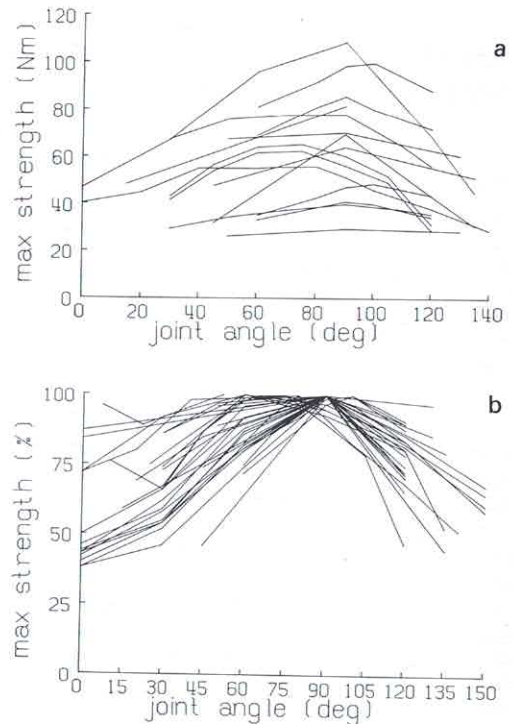 a
max strength (Nm)
120
100
80
60
40
20
0
0 20 40 60 80 100 120 140
joint angle (deg)
b
max strength (%)
100
75
50
25
0
0 15 30 45 60 75 90 105 120 135 150
joint angle (deg)